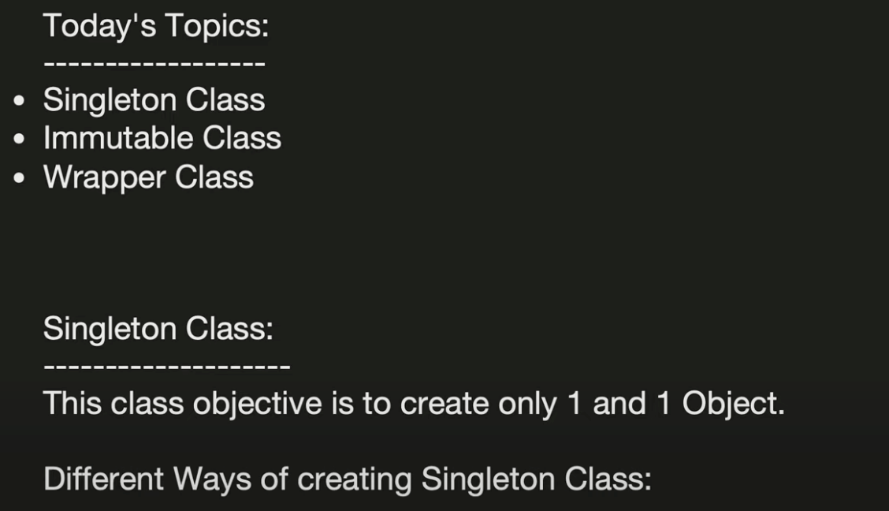 Today's Topics:
------------------
• Singleton Class
• Immutable Class
• Wrapper Class
Singleton Class:
--------------------
This class objective is to create only 1 and 1 Object.
Different Ways of creating Singleton Class: